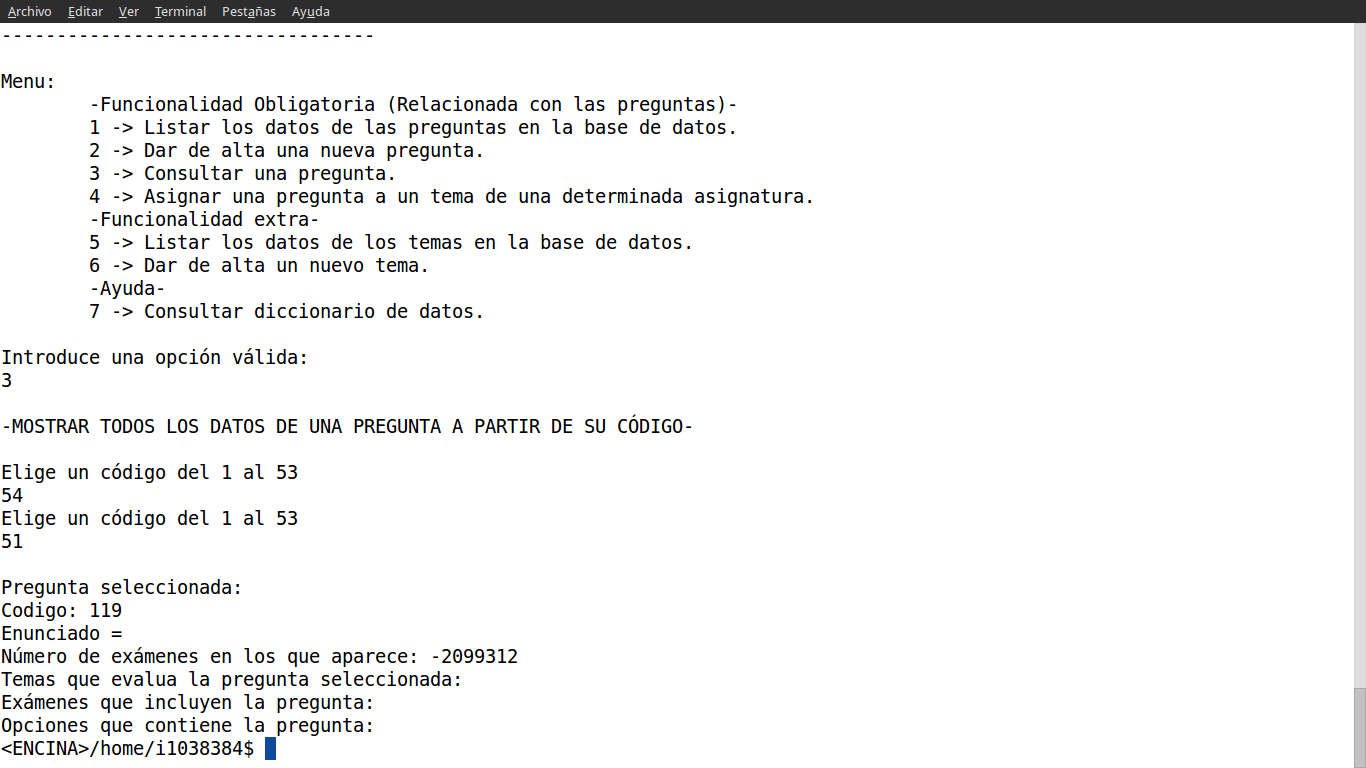 Archivo Editar Ver Terminal Pestañas Ayuda
----------------------------------
Menu:
-Funcionalidad Obligatoria (Relacionada con las preguntas)-
1 -> Listar los datos de las preguntas en la base de datos.
2 -> Dar de alta una nueva pregunta.
3 -> Consultar una pregunta.
4 -> Asignar una pregunta a un tema de una determinada asignatura.
-Funcionalidad extra-
5 -> Listar los datos de los temas en la base de datos.
6 -> Dar de alta un nuevo tema.
-Ayuda-
7 -> Consultar diccionario de datos.
Introduce una opción válida:
3
-MOSTRAR TODOS LOS DATOS DE UNA PREGUNTA A PARTIR DE SU CÓDIGO-
Elige un código del 1 al 53
54
Elige un código del 1 al 53
51
Pregunta seleccionada:
Codigo: 119
Enunciado =
Número de exámenes en los que aparece: -2099312
Temas que evalua la pregunta seleccionada:
Exámenes que incluyen la pregunta:
Opciones que contiene la pregunta:
<ENCINA>/home/i1038384$